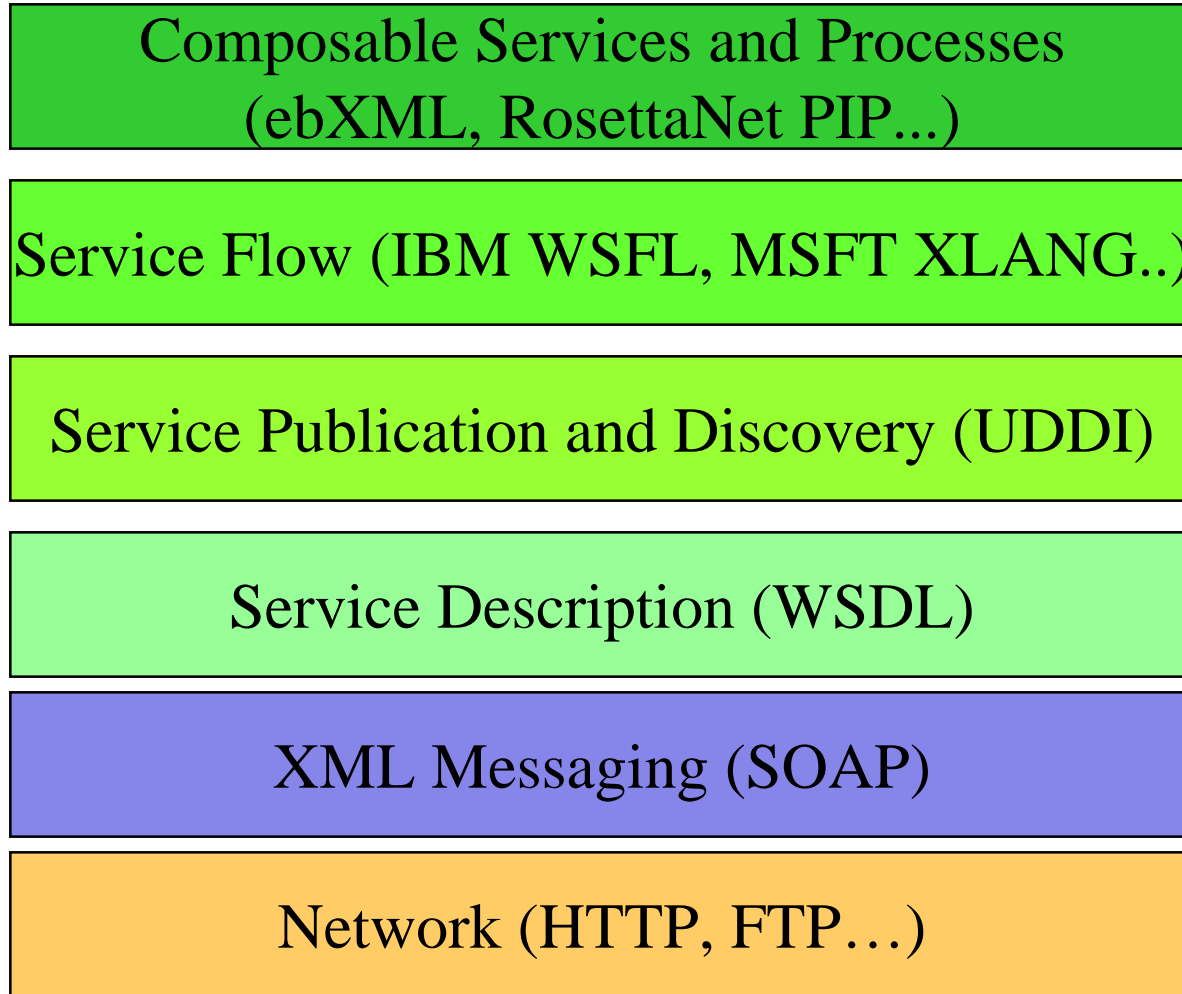 Composable Services and Processes
(ebXML, RosettaNet PIP...)
Service Flow (IBM WSFL, MSFT XLANG..)
Service Publication and Discovery (UDDI)
Service Description (WSDL)
XML Messaging (SOAP)
Network (HTTP, FTP…)